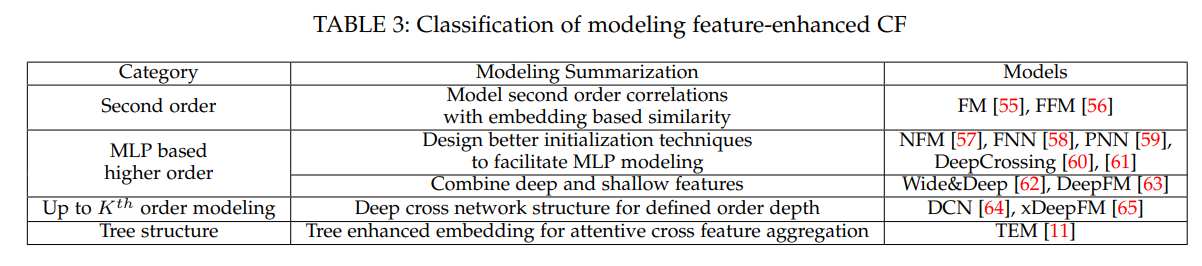 TABLE 3: Classification of modeling feature-enhanced CF
Category Modeling Summarization Models
Second order Model second order correlations with embedding based similarity FM [55], FFM [56]
MLP based higher order Design better initialization techniques to facilitate MLP modeling NFM [57], FNN [58], PNN [59], DeepCrossing [60], [61]
Combine deep and shallow features Wide&Deep [62], DeepFM [63]
Up to Kth order modeling Deep cross network structure for defined order depth DCN [64], xDeepFM [65]
Tree structure Tree enhanced embedding for attentive cross feature aggregation TEM [11]